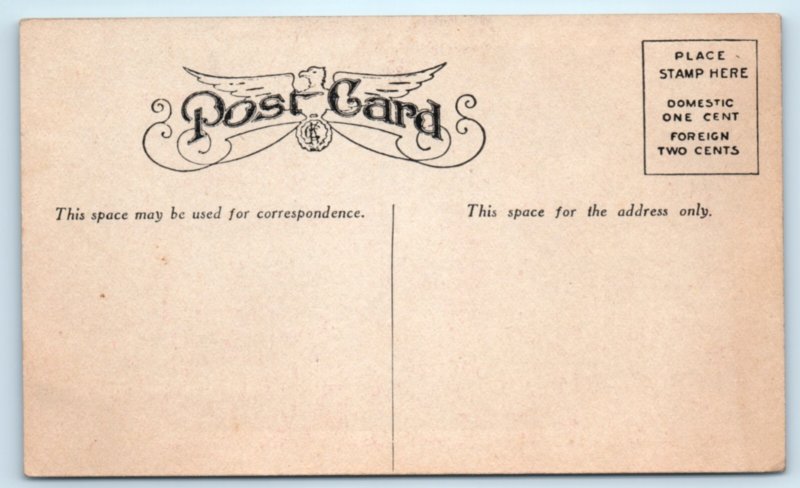 Post Card
PLACE
STAMP HERE
DOMESTIC
ONE CENT
FOREIGN
TWO CENTS
This space may be used for correspondence.
This space for the address only.